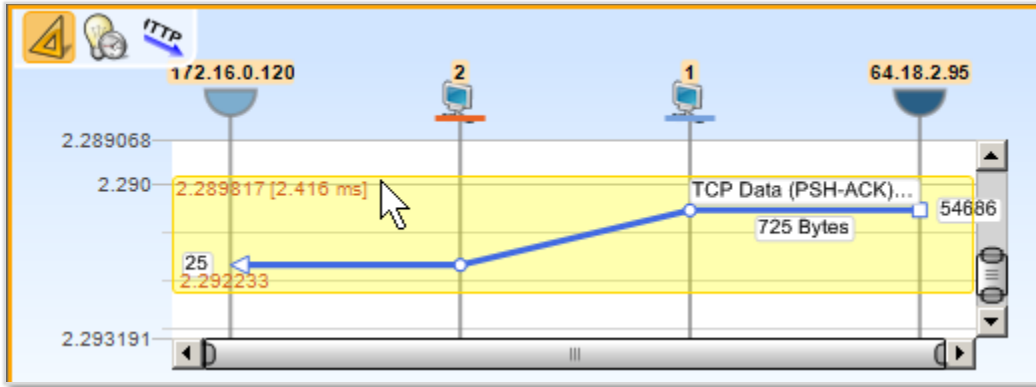 HTTP
172.16.0.120
2
1
64.18.2.95
2.289068
2.290
2.289817 [2.416 ms]
TCP Data (PSH-ACK)...
54686
725 Bytes
25
2.292233
2.293191